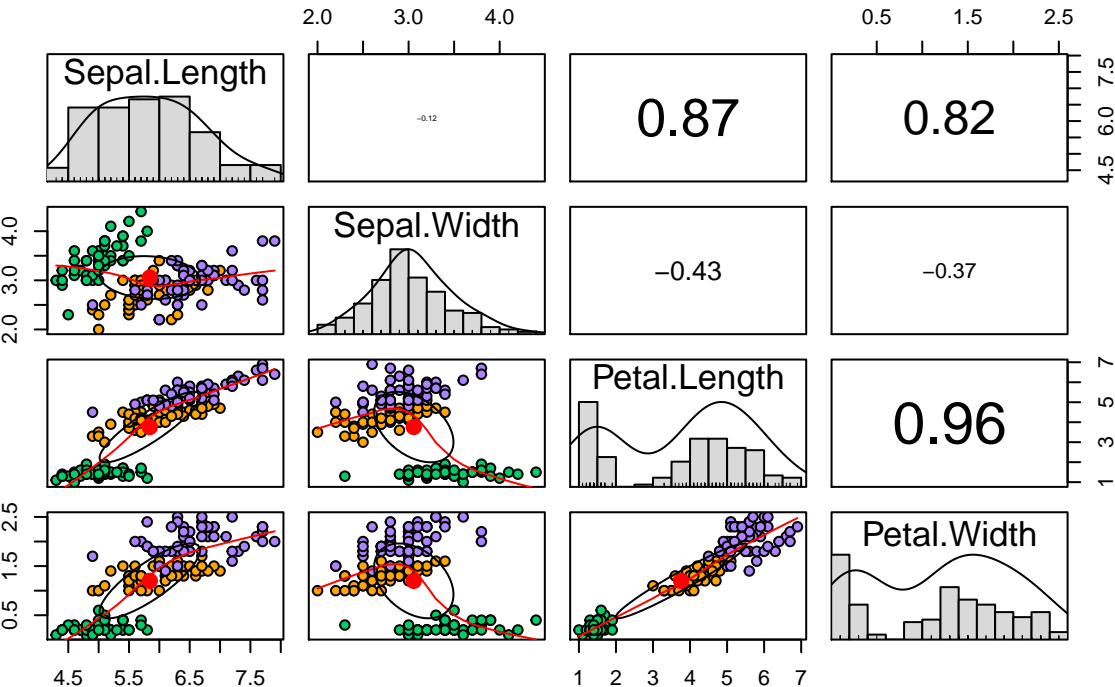 2.0 3.0 4.0 0.5 1.5 2.5
Sepal.Length −0.12 0.87 0.82 4.5 6.0 7.5
2.0 3.0 4.0 Sepal.Width −0.43 −0.37
Petal.Length 0.96 1 3 5 7
0.5 1.5 2.5 Petal.Width
4.5 5.5 6.5 7.5 1 2 3 4 5 6 7